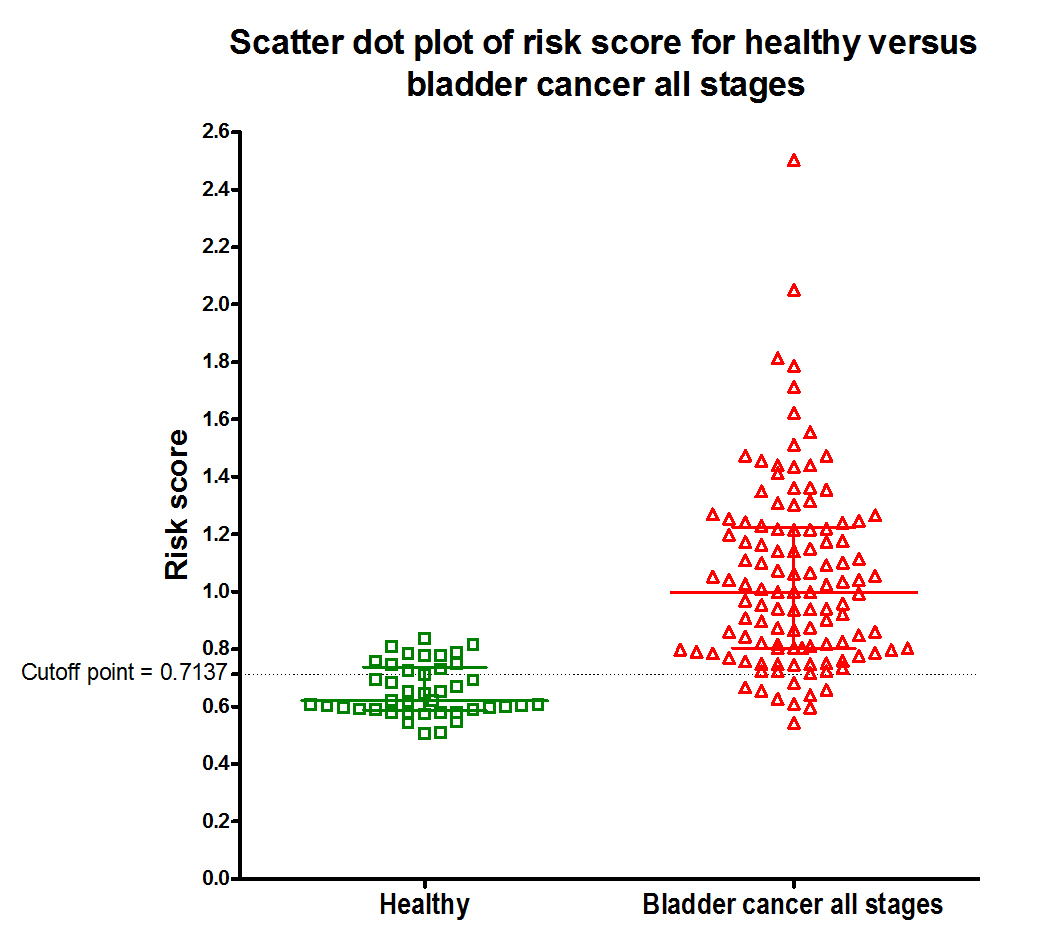 Scatter dot plot of risk score for healthy versus
bladder cancer all stages
Risk score
2.6
2.4
2.2
2.0
1.8
1.6
1.4
1.2
1.0
0.8
Cutoff point = 0.7137
0.6
0.4
0.2
0.0
Healthy
Bladder cancer all stages